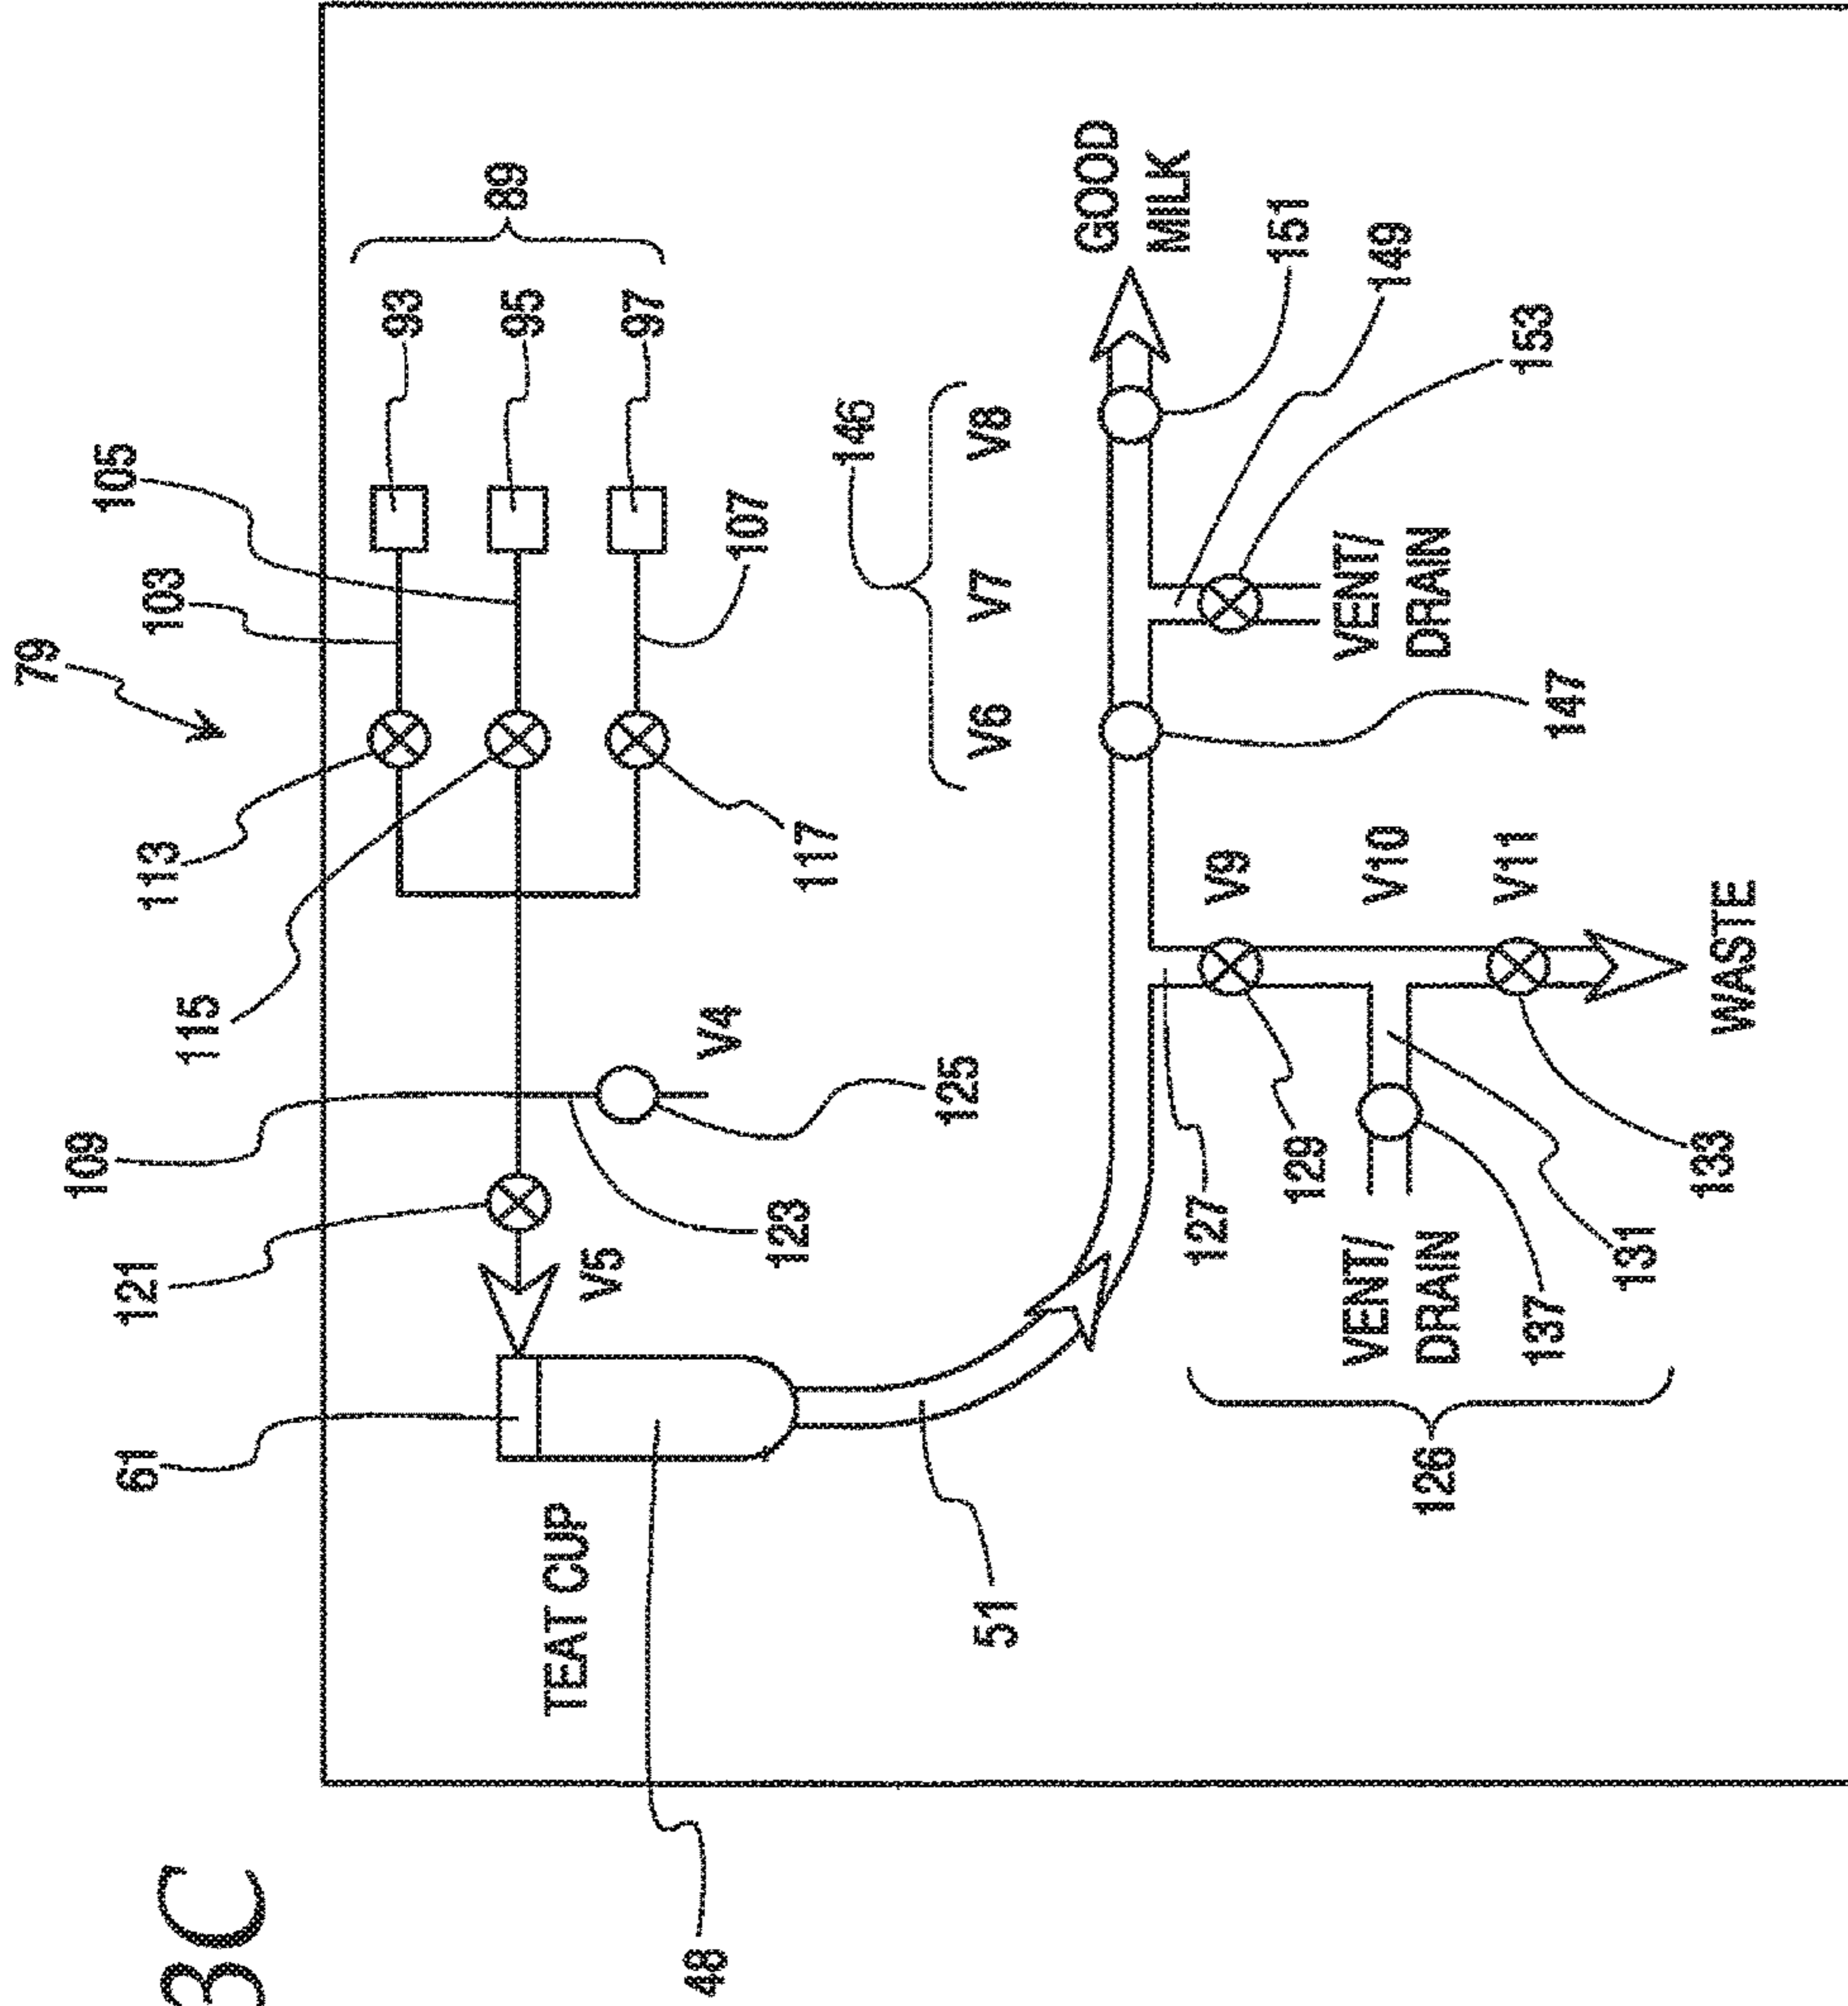 3C
79
105
103
113
115
109
121
61
93
95
97
89
107
117
V4
125
123
V5
TEAT CUP
48
51
146
V6
V7
V8
GOOD
MILK
151
149
153
VENT/
DRAIN
147
V9
V10
V11
WASTE
127
129
133
131
137
VENT/
DRAIN
126